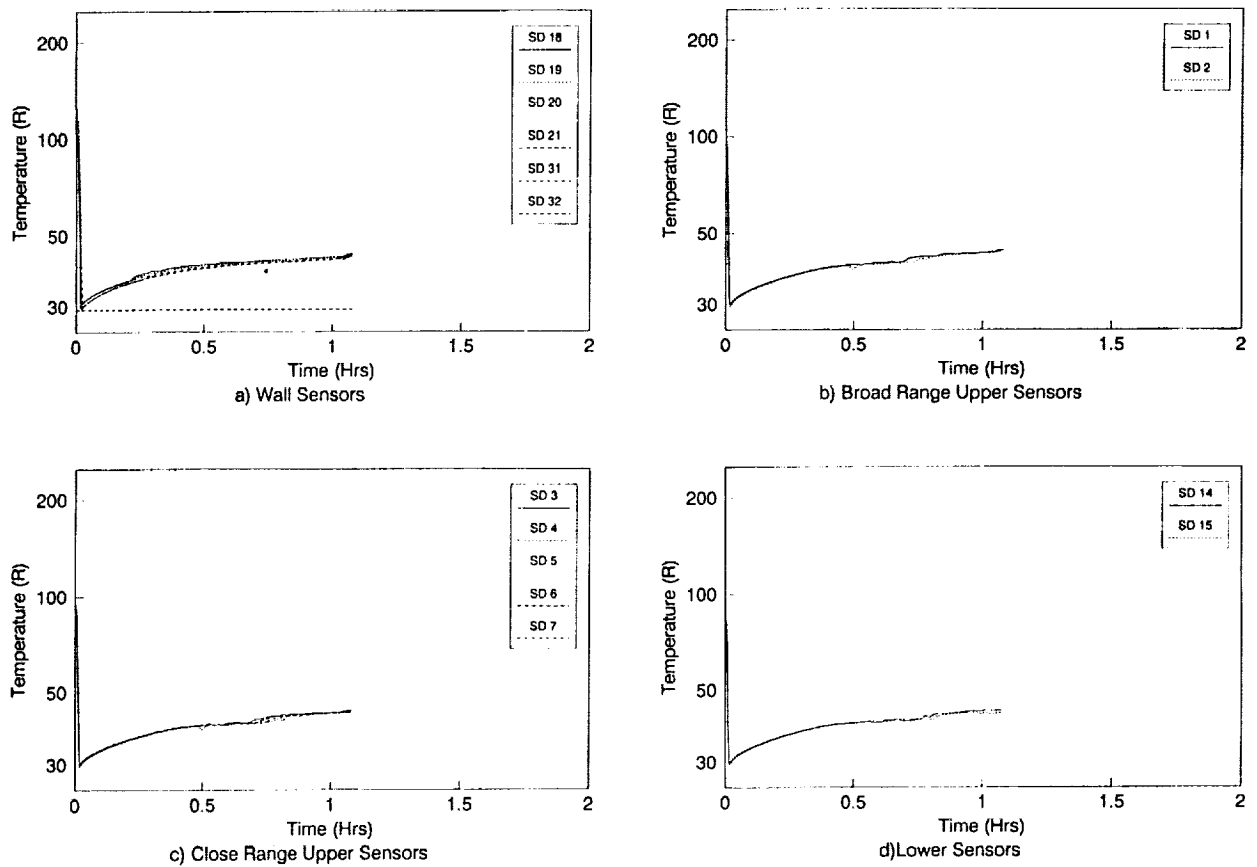 200
100
50
30
Temperature (R)
0
0.5
1
1.5
2
Time (Hrs)
SD 18
SD 19
SD 20
SD 21
SD 31
SD 32
a) Wall Sensors
200
100
50
30
Temperature (R)
0
0.5
1
1.5
2
Time (Hrs)
SD 1
SD 2
b) Broad Range Upper Sensors
200
100
50
30
Temperature (R)
0
0.5
1
1.5
2
Time (Hrs)
SD 3
SD 4
SD 5
SD 6
SD 7
c) Close Range Upper Sensors
200
100
50
30
Temperature (R)
0
0.5
1
1.5
2
Time (Hrs)
SD 14
SD 15
d)Lower Sensors